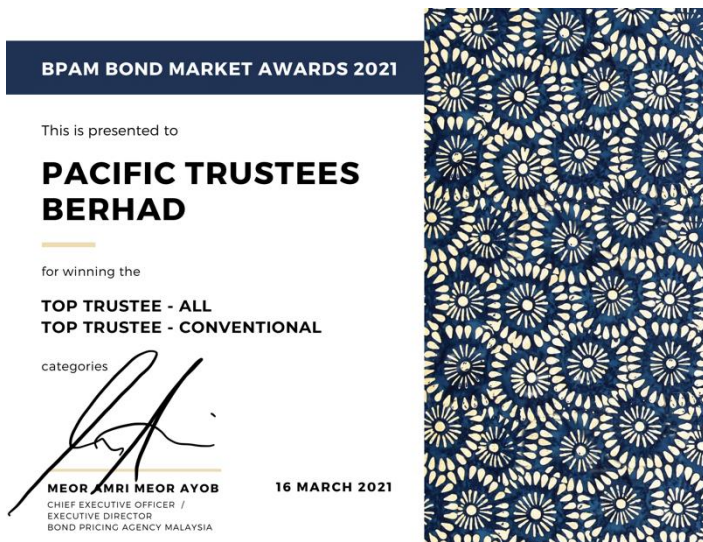 BPAM BOND MARKET AWARDS 2021
This is presented to
PACIFIC TRUSTEES
BERHAD
for winning the
TOP TRUSTEE - ALL
TOP TRUSTEE - CONVENTIONAL
categories
MEOR AMRI MEOR AYOB
CHIEF EXECUTIVE OFFICER /
EXECUTIVE DIRECTOR
BOND PRICING AGENCY MALAYSIA
16 MARCH 2021